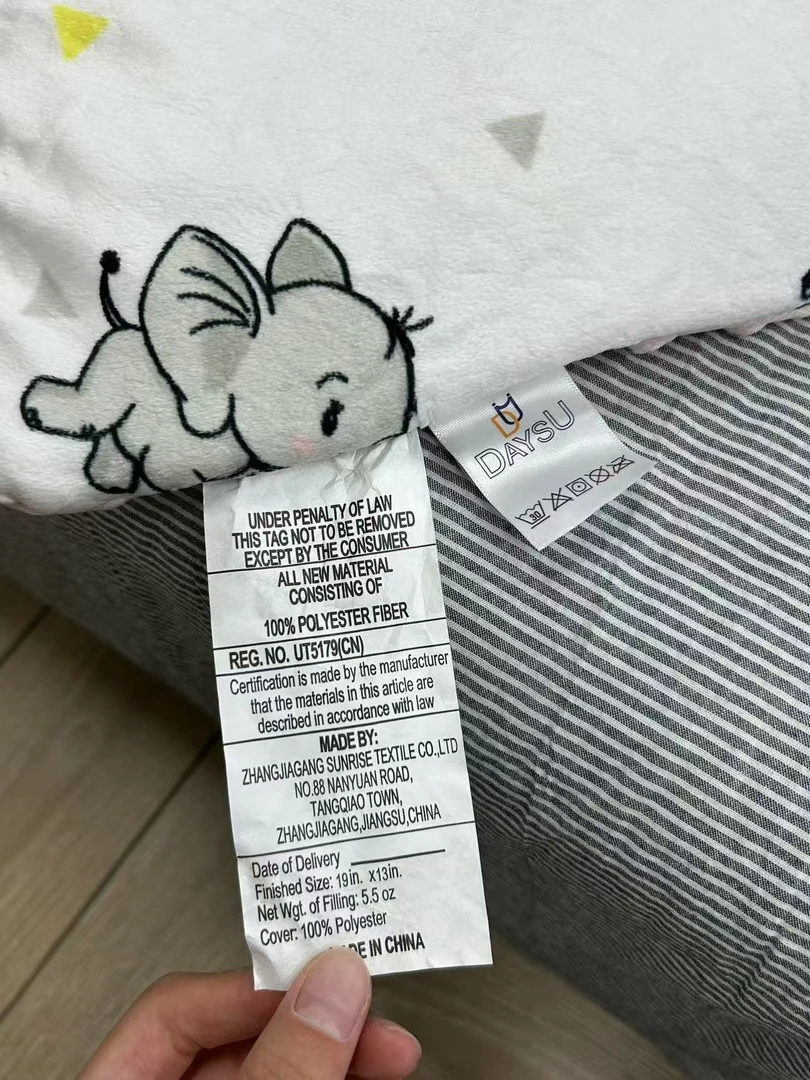 DAYSU
UNDER PENALTY OF LAW
THIS TAG NOT TO BE REMOVED
EXCEPT BY THE CONSUMER
ALL NEW MATERIAL
CONSISTING OF
100% POLYESTER FIBER
REG. NO. UT5179(CN)
Certification is made by the manufacturer
that the materials in this article are
described in accordance with law
MADE BY:
ZHANGJIAGANG SUNRISE TEXTILE CO.,LTD
NO.88 NANYUAN ROAD,
TANGQIAO TOWN,
ZHANGJIAGANG,JIANGSU,CHINA
Date of Delivery
Finished Size: 19in. x13in.
Net Wgt. of Filling: 5.5 oz
Cover: 100% Polyester
DE IN CHINA